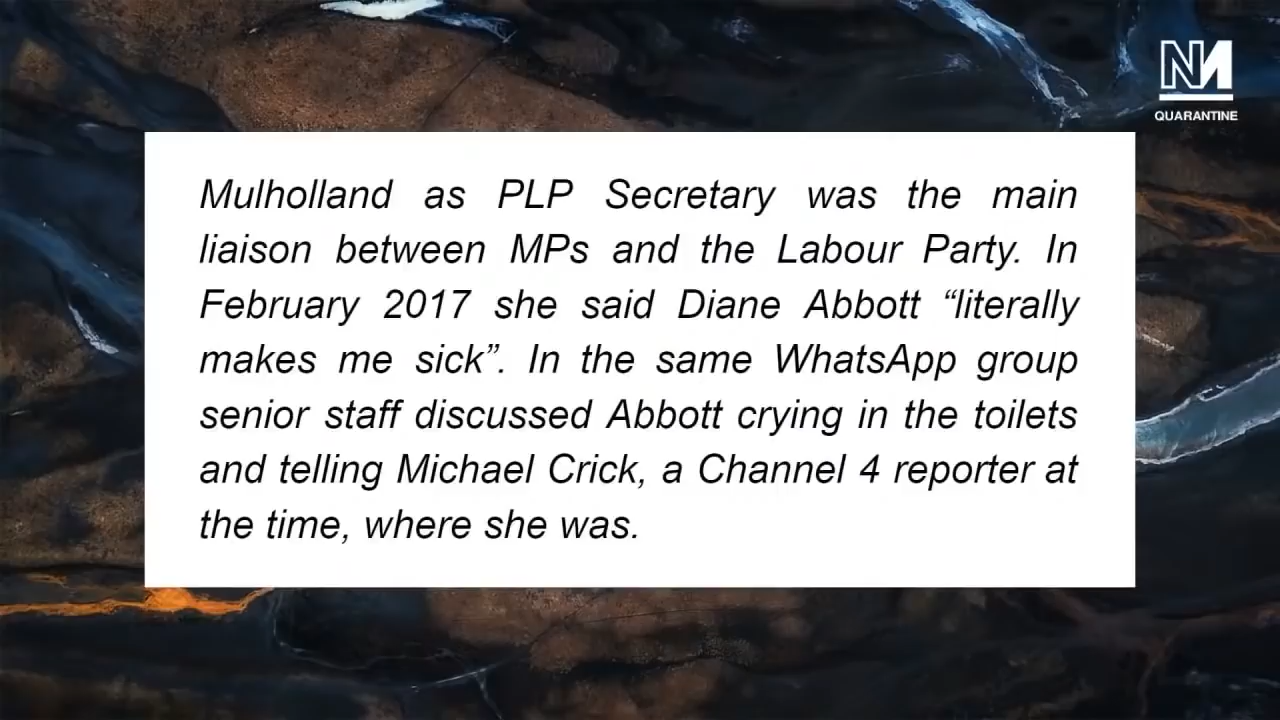 NM
QUARANTINE
Mulholland as PLP Secretary was the main
liaison between MPs and the Labour Party. In
February 2017 she said Diane Abbott “literally
makes me sick”. In the same WhatsApp group
senior staff discussed Abbott crying in the toilets
and telling Michael Crick, a Channel 4 reporter at
the time, where she was.